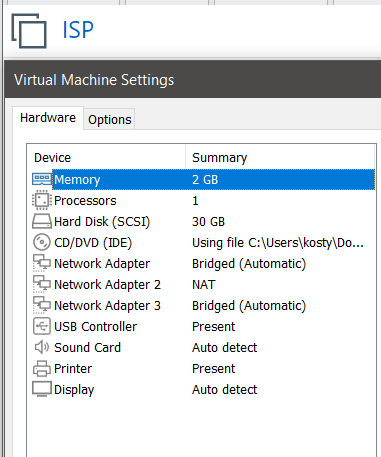 ISP
Virtual Machine Settings
Hardware Options
Device Summary
Memory 2 GB
Processors 1
Hard Disk (SCSI) 30 GB
CD/DVD (IDE) Using file C:\Users\kosty\Do...
Network Adapter Bridged (Automatic)
Network Adapter 2 NAT
Network Adapter 3 Bridged (Automatic)
USB Controller Present
Sound Card Auto detect
Printer Present
Display Auto detect